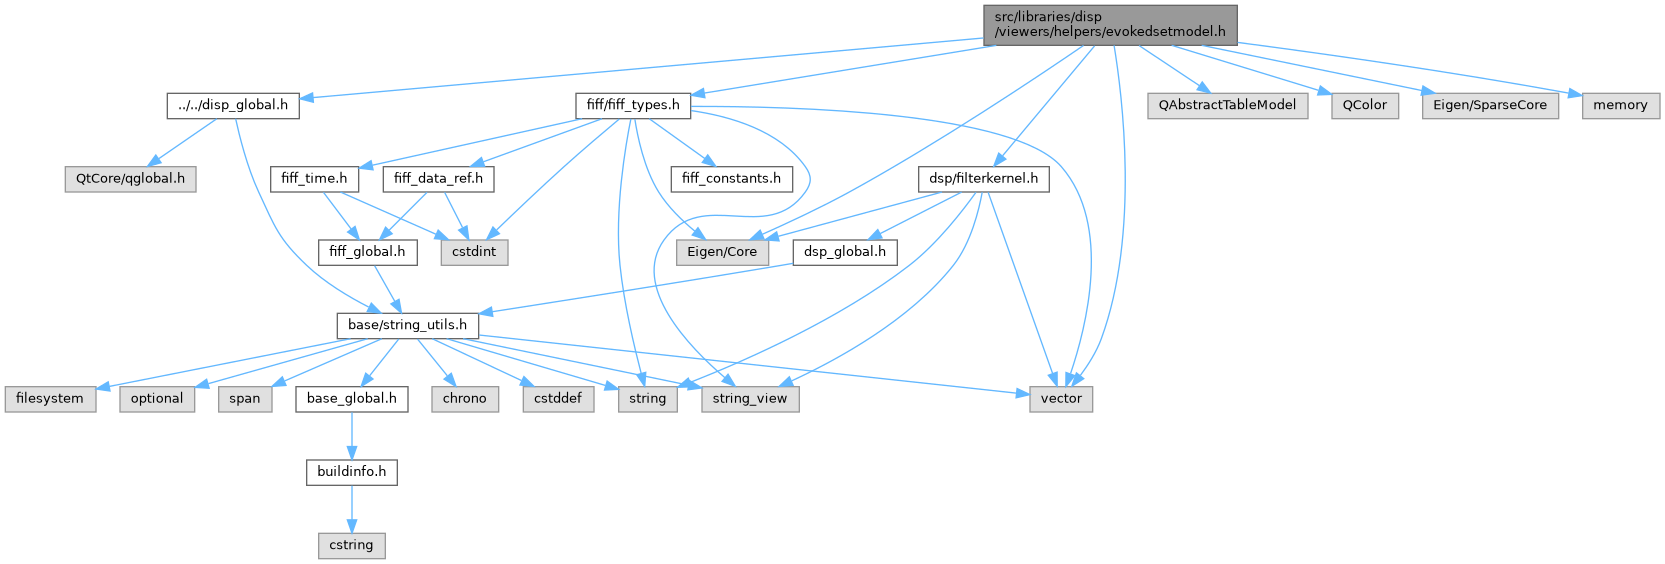 src/libraries/disp
/viewers/helpers/evokedsetmodel.h
../../disp_global.h
fiff/fiff_types.h
QAbstractTableModel
QColor
Eigen/SparseCore
memory
QtCore/qglobal.h
fiff_time.h
fiff_data_ref.h
fiff_constants.h
dsp/filterkernel.h
fiff_global.h
cstdint
Eigen/Core
dsp_global.h
base/string_utils.h
filesystem
optional
span
base_global.h
chrono
cstddef
string
string_view
vector
buildinfo.h
cstring